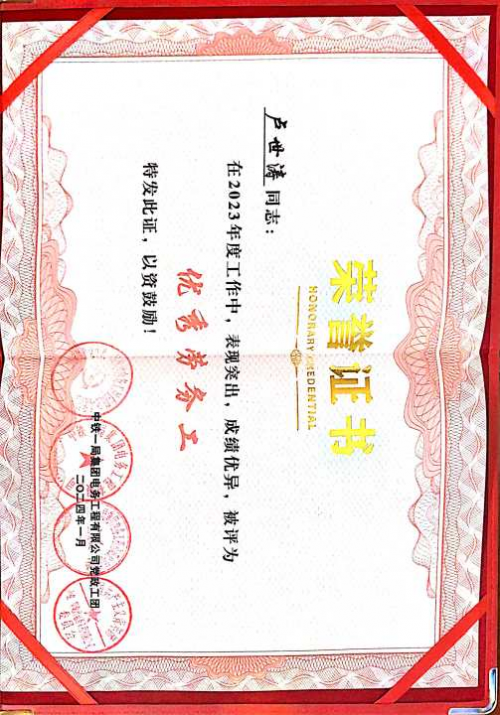 荣誉证书
HONORARY CREDENTIAL
卢世涛 同志：
在2023年度工作中，表现突出，成绩优异，被评为
优秀劳务工
特发此证，以资鼓励！
中铁一局集团电务工程有限公司党政工团
二〇二四年一月